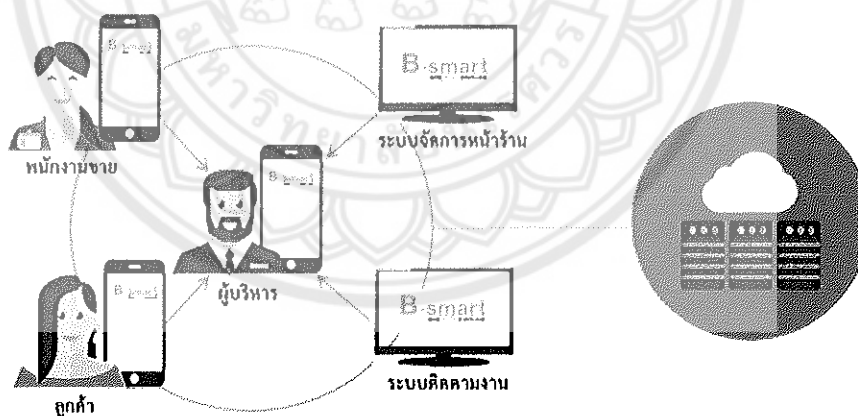 B-smart
B-smart
พนักงานขาย
ระบบจัดการหน้าร้าน
B-smart
ผู้บริหาร
B-smart
B-smart
ระบบติดตามงาน
ลูกค้า